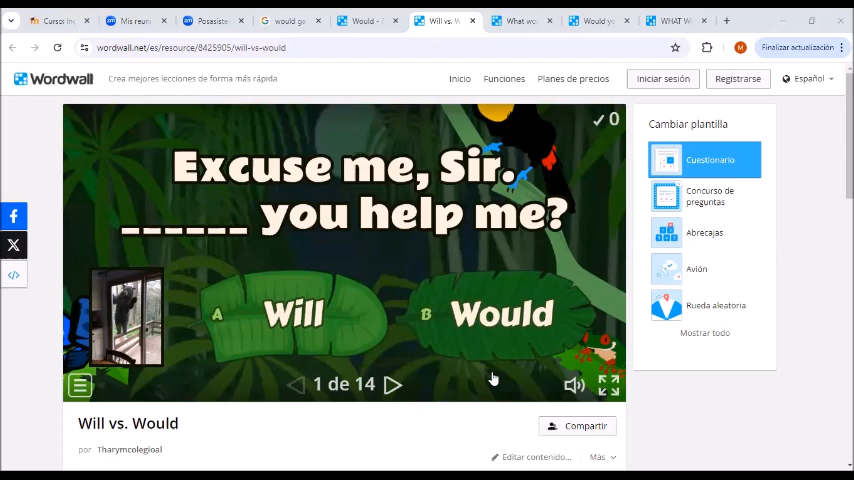 Curso: In
Mis reuni
Posasiste
would ga
Would -
Will vs. W
What wo
Would yo
WHAT W
wordwall.net/es/resource/8425905/will-vs-would
M
Finalizar actualización
Wordwall
Crea mejores lecciones de forma más rápida
Inicio
Funciones
Planes de precios
Iniciar sesión
Registrarse
Español
Excuse me, Sir.
______ you help me?
✓0
A Will
B Would
1 de 14
Cambiar plantilla
Cuestionario
Concurso de
preguntas
Abrecajas
Avión
Rueda aleatoria
Mostrar todo
Will vs. Would
Compartir
por Tharymcolegioal
Editar contenido...
Más